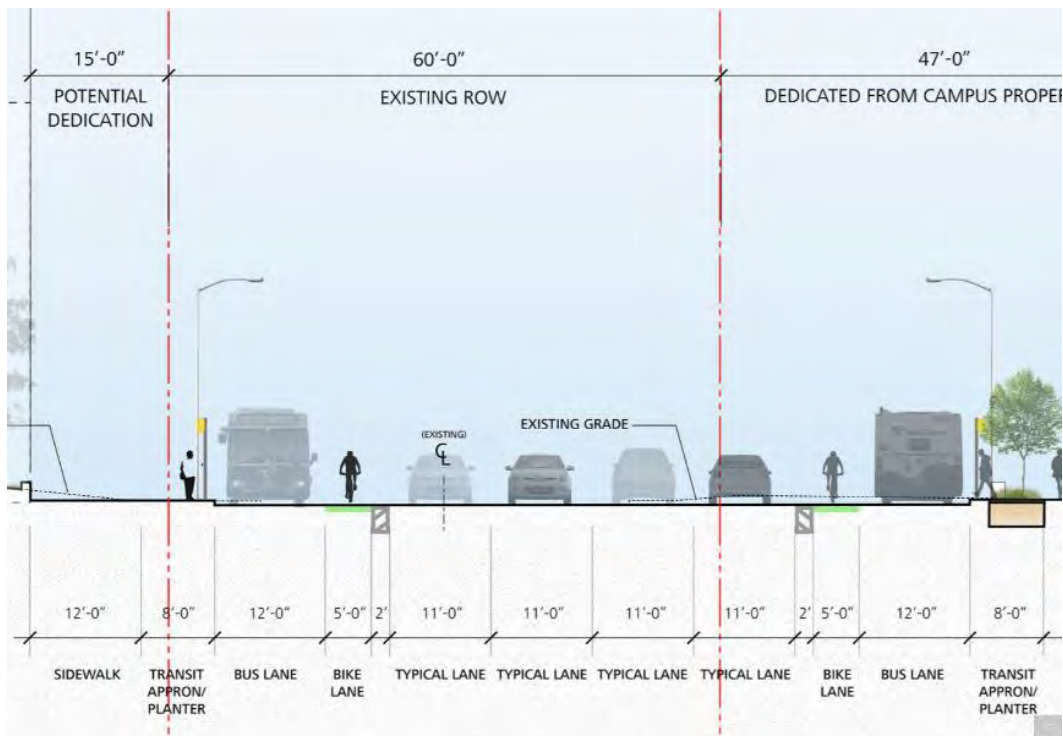 15'-0"
60'-0"
47'-0"
POTENTIAL
DEDICATION
EXISTING ROW
DEDICATED FROM CAMPUS PROPER
(EXISTING)
CL
EXISTING GRADE
12'-0"
8'-0"
12'-0"
5'-0"
2'
11'-0"
11'-0"
11'-0"
11'-0"
2'
5'-0"
12'-0"
8'-0"
SIDEWALK
TRANSIT
APPRON/
PLANTER
BUS LANE
BIKE
LANE
TYPICAL LANE
TYPICAL LANE
TYPICAL LANE
TYPICAL LANE
BIKE
LANE
BUS LANE
TRANSIT
APPRON/
PLANTER